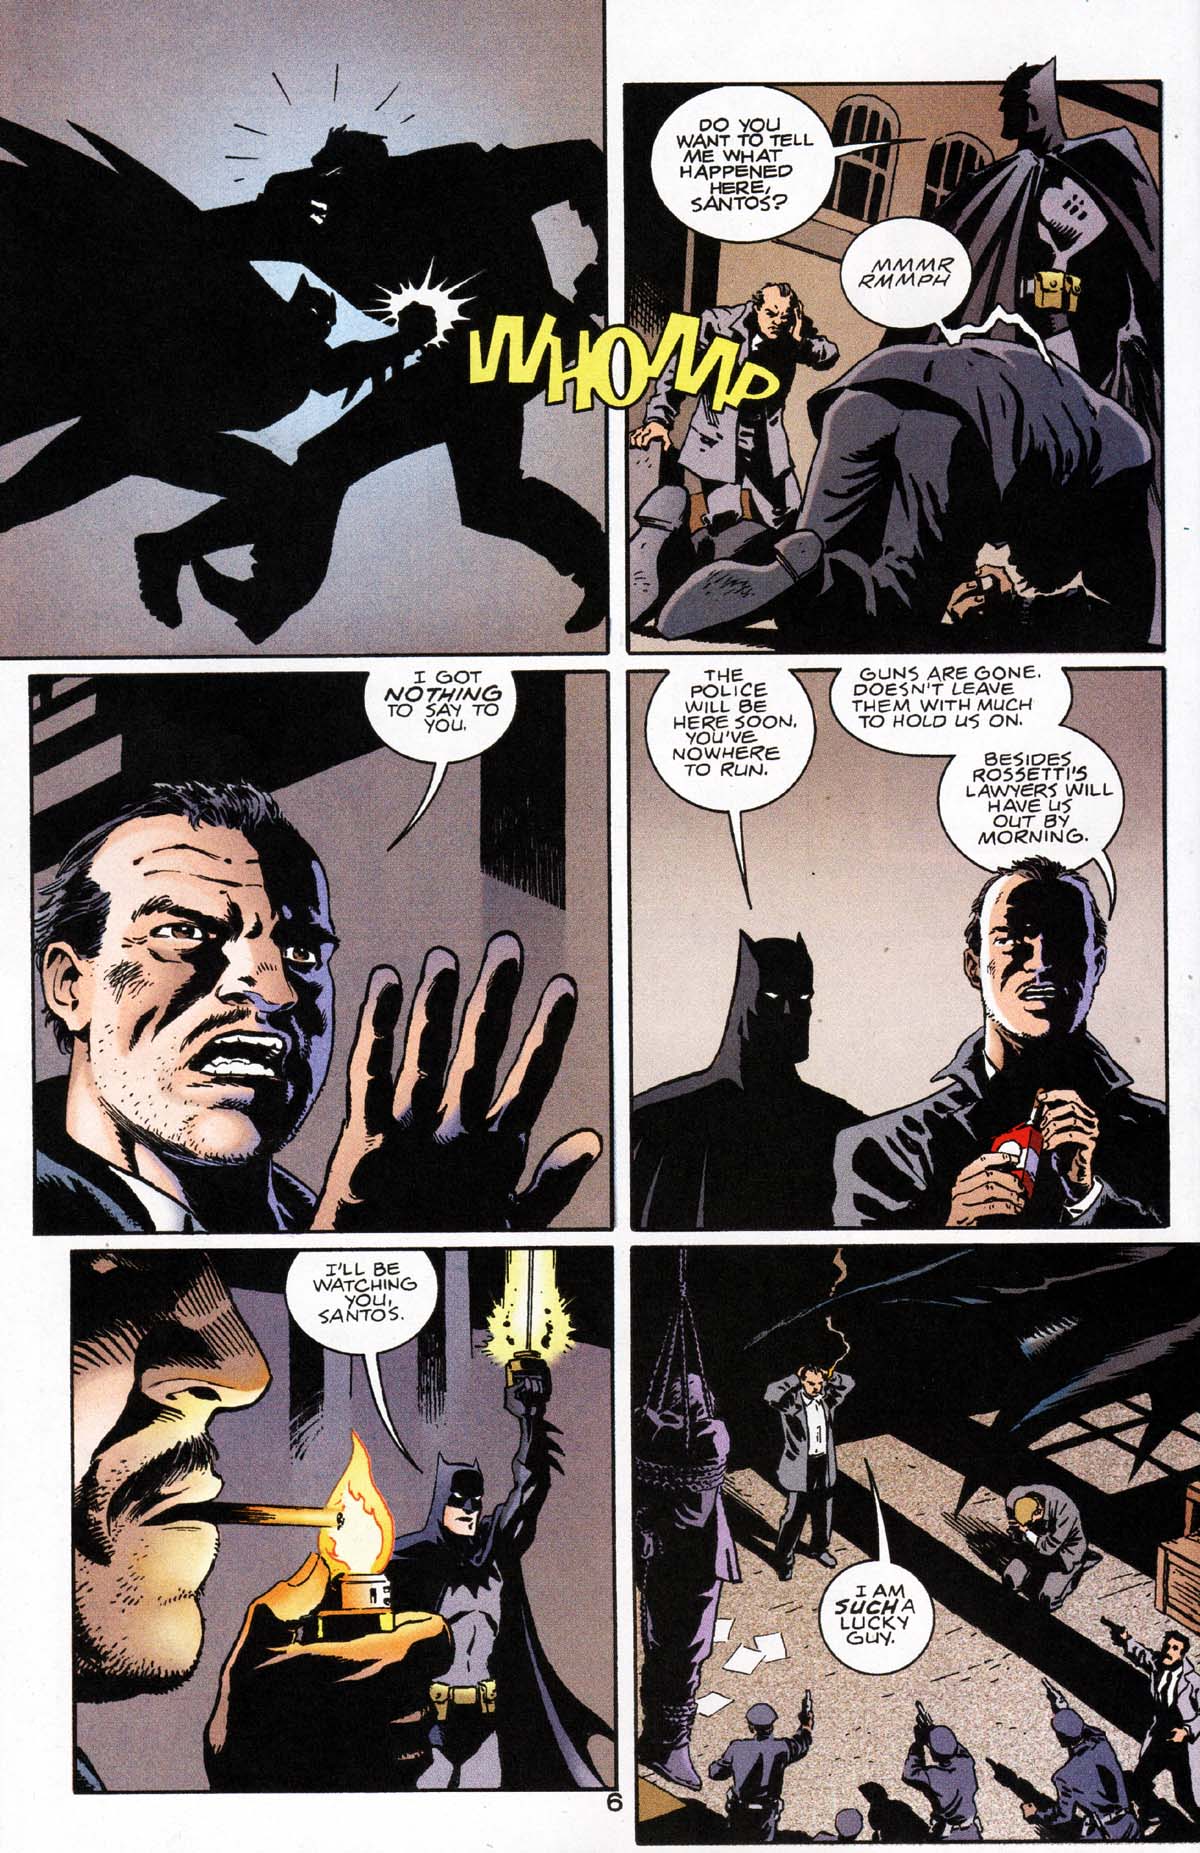 WHOMP
DO YOU
WANT TO TELL
ME WHAT
HAPPENED
HERE,
SANTOS?
MMMR
RMMPH
I GOT
NOTHING
TO SAY TO
YOU.
THE
POLICE
WILL BE
HERE SOON.
YOU'VE
NOWHERE
TO RUN.
GUNS ARE GONE.
DOESN'T LEAVE
THEM WITH MUCH
TO HOLD US ON.
BESIDES
ROSSETTI'S
LAWYERS WILL
HAVE US
OUT BY
MORNING.
I'LL BE
WATCHING
YOU,
SANTOS.
I AM
SUCH A
LUCKY
GUY.
6